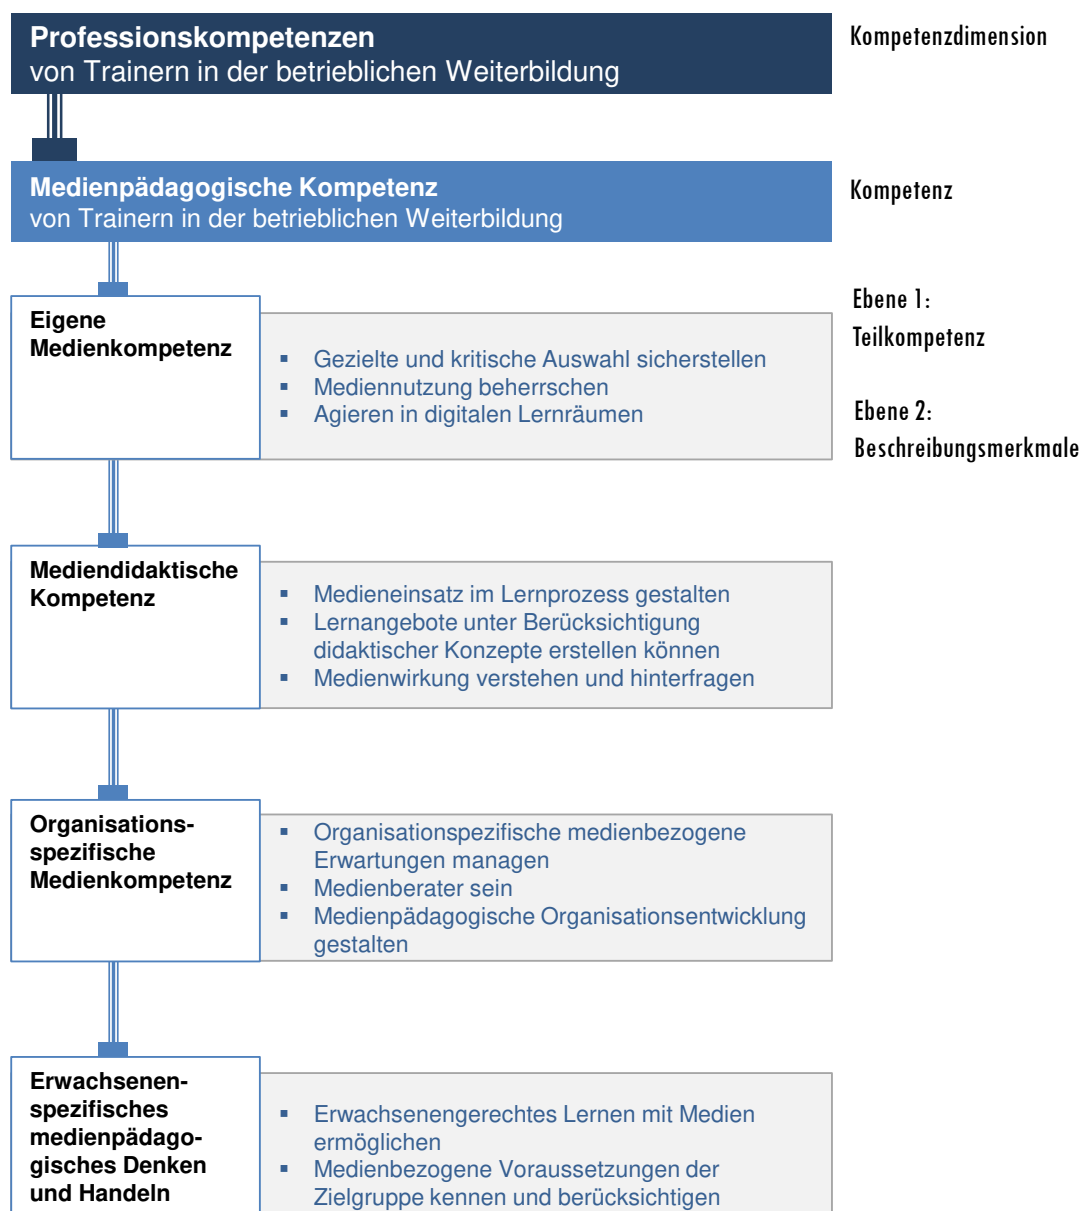 Professionskompetenzen
von Trainern in der betrieblichen Weiterbildung
Kompetenzdimension
Medienpädagogische Kompetenz
von Trainern in der betrieblichen Weiterbildung
Kompetenz
Ebene 1:
Teilkompetenz
Ebene 2:
Beschreibungsmerkmale
Eigene
Medienkompetenz
▪ Gezielte und kritische Auswahl sicherstellen
▪ Mediennutzung beherrschen
▪ Agieren in digitalen Lernräumen
Mediendidaktische
Kompetenz
▪ Medieneinsatz im Lernprozess gestalten
▪ Lernangebote unter Berücksichtigung
didaktischer Konzepte erstellen können
▪ Medienwirkung verstehen und hinterfragen
Organisations-
spezifische
Medienkompetenz
▪ Organisationspezifische medienbezogene
Erwartungen managen
▪ Medienberater sein
▪ Medienpädagogische Organisationsentwicklung
gestalten
Erwachsenen-
spezifisches
medienpädago-
gisches Denken
und Handeln
▪ Erwachsenengerechtes Lernen mit Medien
ermöglichen
▪ Medienbezogene Voraussetzungen der
Zielgruppe kennen und berücksichtigen